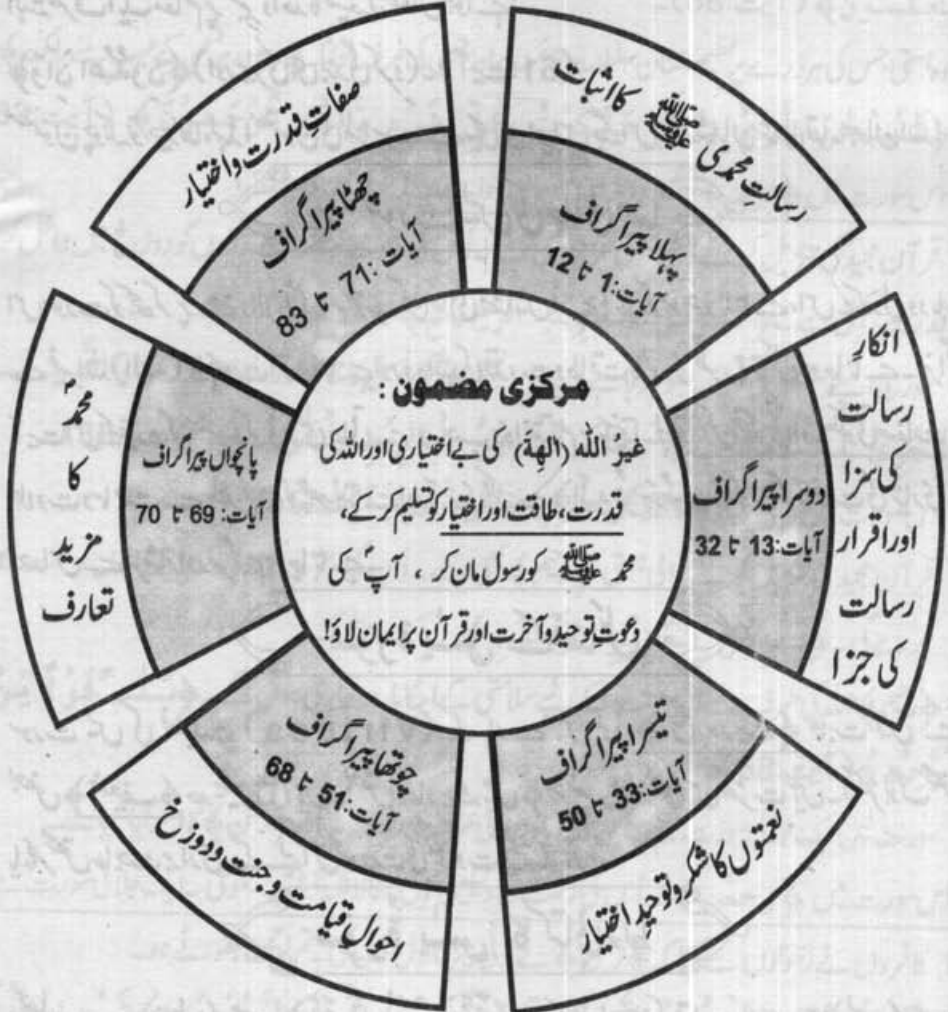 مرکزی مضمون :
غیرُ اللہ (الٰهة) کی بے اختیاری اور اللہ کی
قدرت، طاقت اور اختیار کو تسلیم کر کے،
محمد ﷺ کو رسول مان کر ، آپؐ کی
دعوتِ توحید و آخرت اور قرآن پر ایمان لاؤ!
رسالتِ محمدی ﷺ کا اثبات
پہلا پیراگراف
آیات: 1 تا 12
انکارِ
رسالت
کی سزا
اور اقرار
رسالت
کی جزا
دوسرا پیراگراف
آیات: 13 تا 32
تیسرا پیراگراف
آیات: 33 تا 50
نعمتوں کا شکر و توحیدِ اختیار
چوتھا پیراگراف
آیات: 51 تا 68
احوالِ قیامت و جنت و دوزخ
محمدؐ
کا
مزید
تعارف
پانچواں پیراگراف
آیات: 69 تا 70
صفاتِ قدرت و اختیار
چھٹا پیراگراف
آیات: 71 تا 83